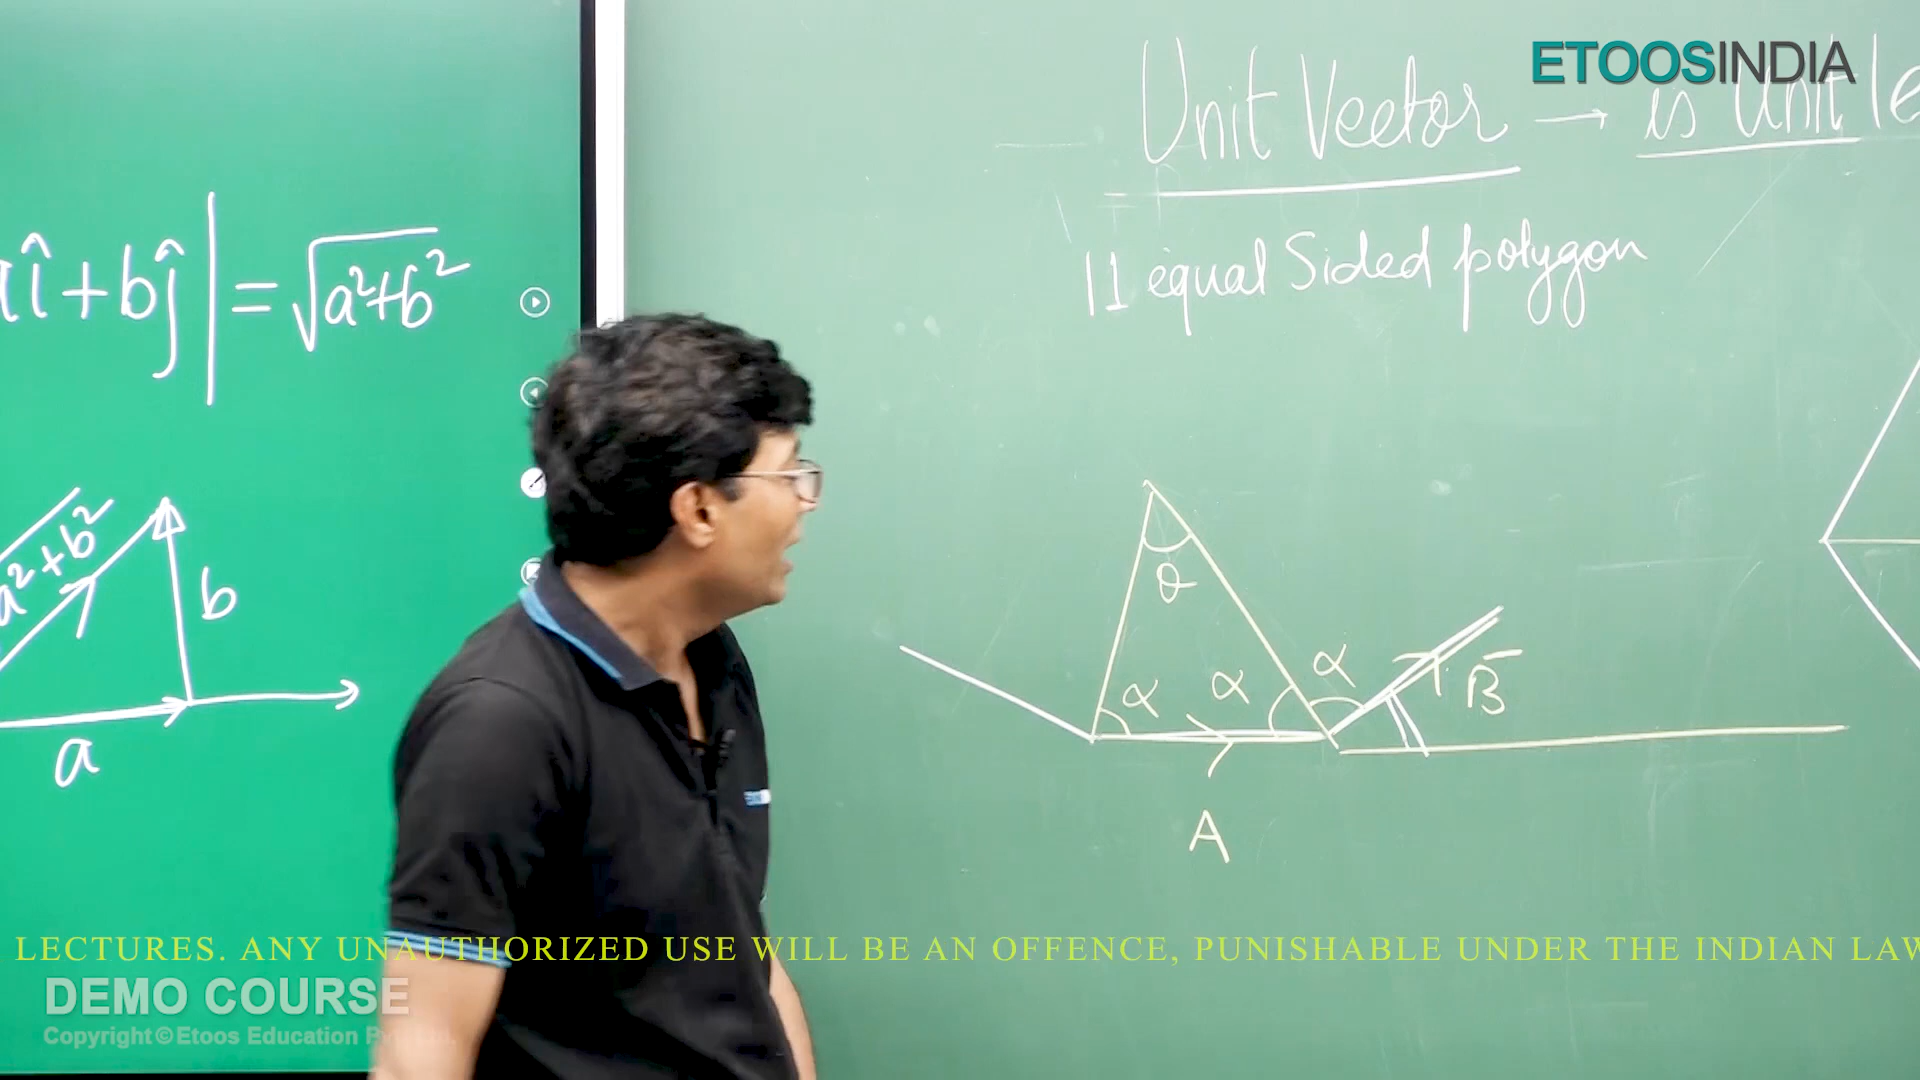 ETOOSINDIA
Unit Vector → is Unit le
11 equal Sided polygon
î + bĵ | = √a²+b²
a²+b²
b
a
θ
α α α
B
A
LECTURES. ANY UNAUTHORIZED USE WILL BE AN OFFENCE, PUNISHABLE UNDER THE INDIAN LAW
DEMO COURSE
Copyright©Etoos Education